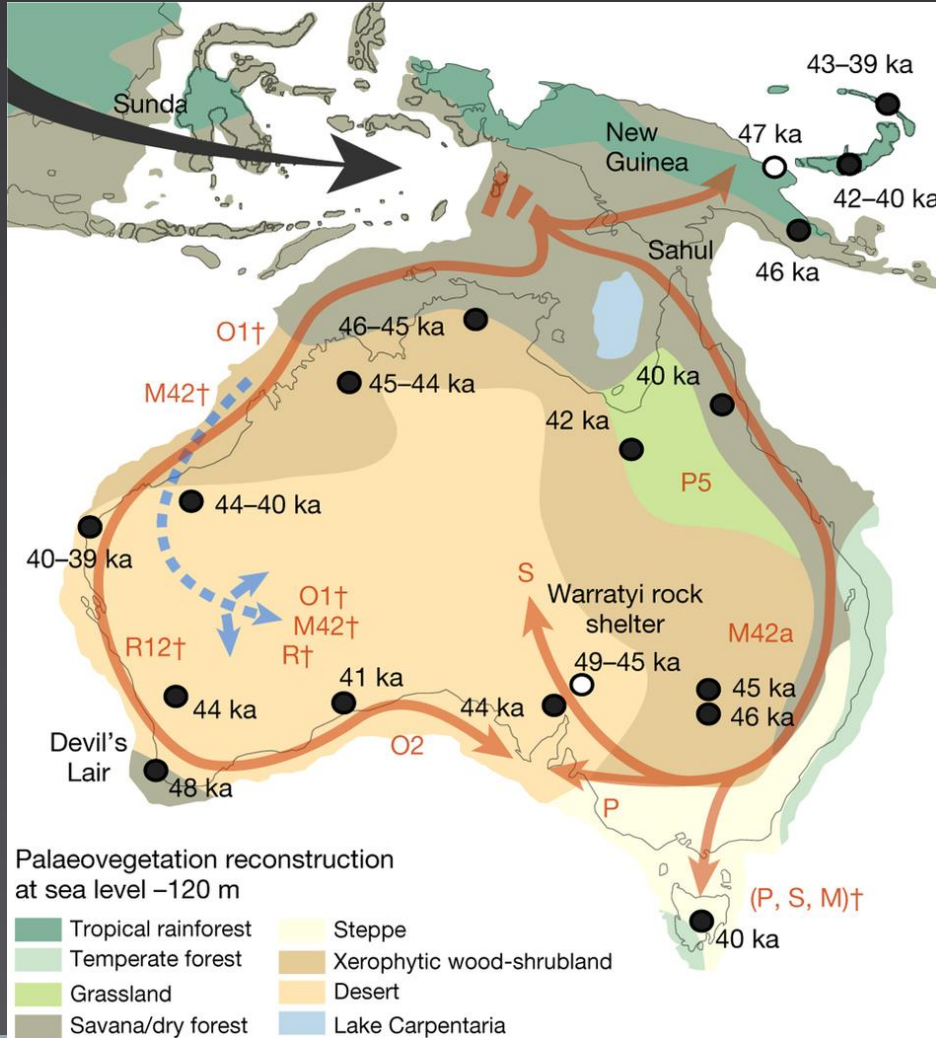 43–39 ka
Sunda
New
Guinea
47 ka
42–40 ka
Sahul
46 ka
O1†
46–45 ka
M42†
45–44 ka
40 ka
42 ka
P5
44–40 ka
40–39 ka
S
Warratyi rock
shelter
O1†
M42†
R†
R12†
M42a
49–45 ka
41 ka
45 ka
44 ka
44 ka
46 ka
O2
Devil's
Lair
48 ka
P
Palaeovegetation reconstruction
at sea level –120 m
(P, S, M)†
Tropical rainforest
Steppe
40 ka
Temperate forest
Xerophytic wood-shrubland
Grassland
Desert
Savana/dry forest
Lake Carpentaria